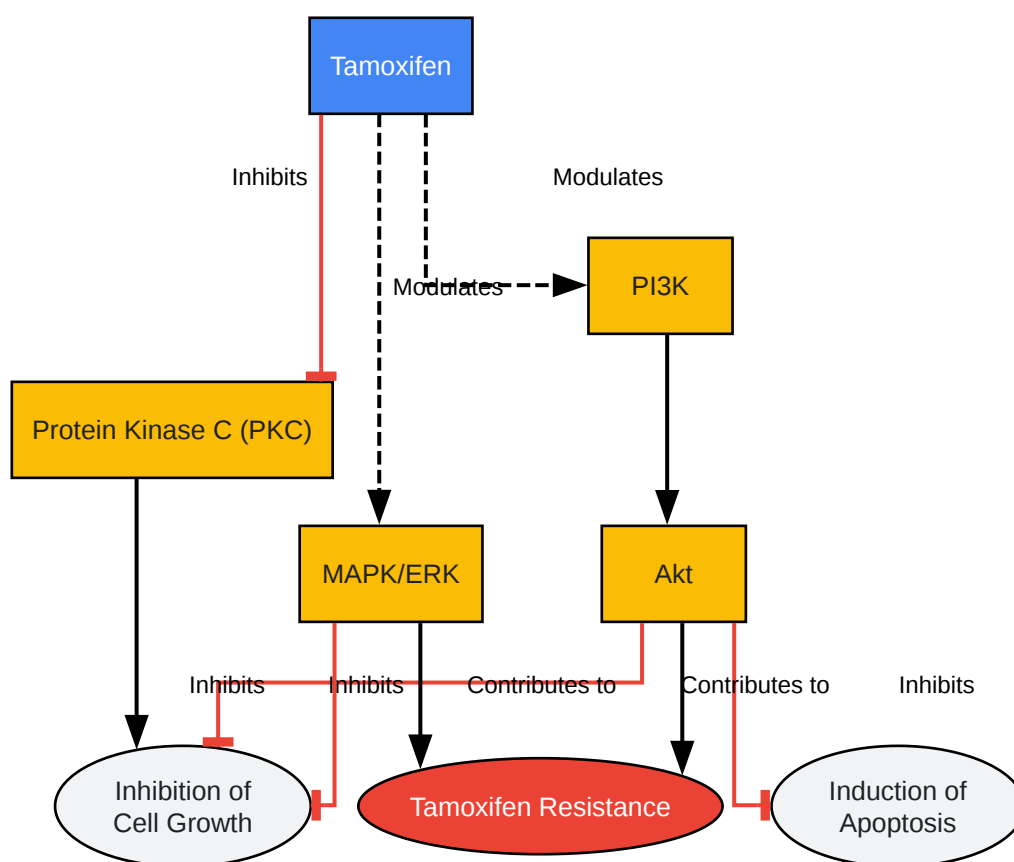 Tamoxifen
Inhibits
Modulates
Modulates
PI3K
Protein Kinase C (PKC)
MAPK/ERK
Akt
Inhibits
Inhibits
Contributes to
Contributes to
Inhibits
Inhibition of
Cell Growth
Tamoxifen Resistance
Induction of
Apoptosis